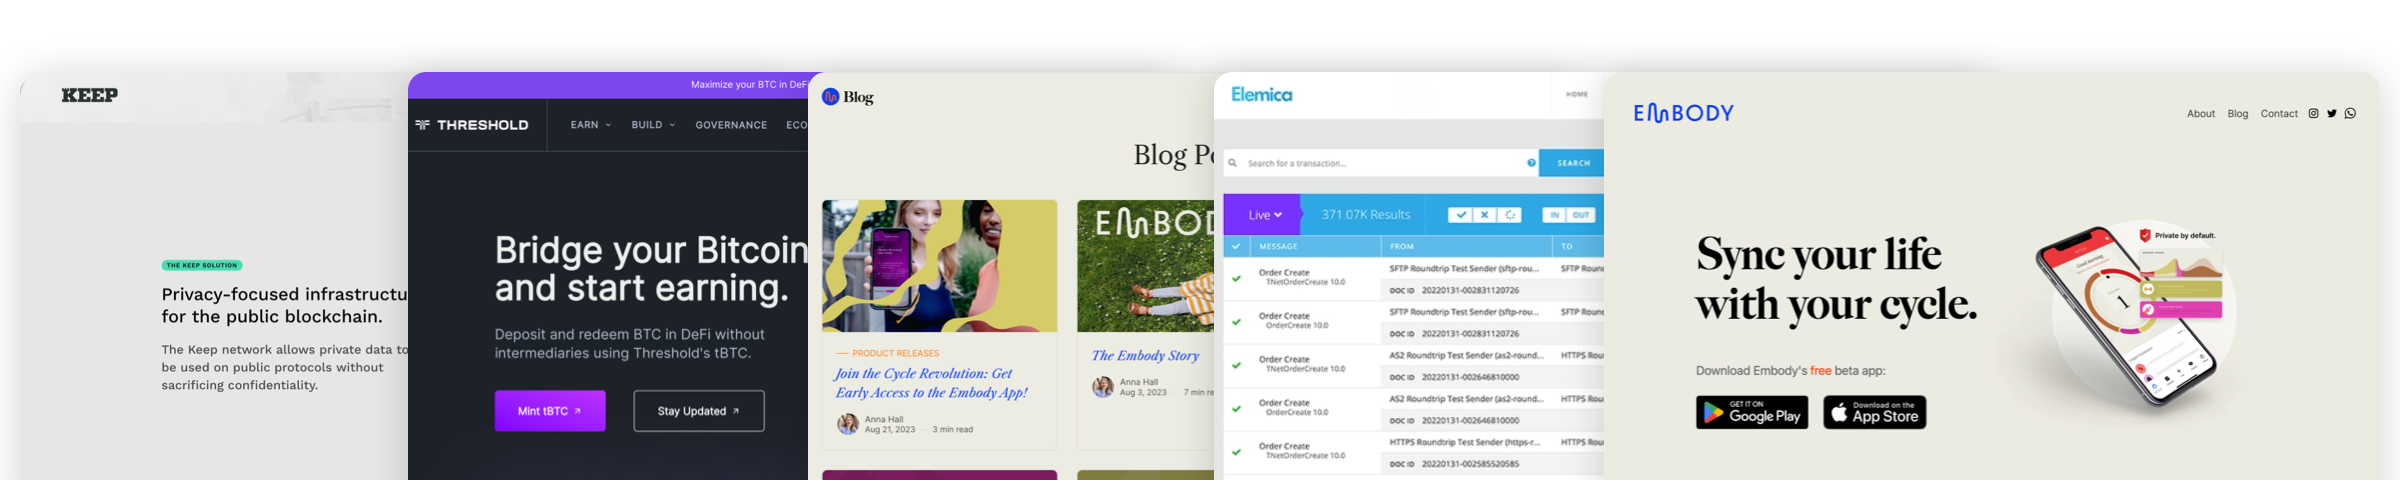 KEEP
THE KEEP SOLUTION
Privacy-focused infrastructu
for the public blockchain.
The Keep network allows private data to
be used on public protocols without
sacrificing confidentiality.
Maximize your BTC in DeFi
THRESHOLD
EARN
BUILD
GOVERNANCE
ECO
Bridge your Bitcoin
and start earning.
Deposit and redeem BTC in DeFi without
intermediaries using Threshold's tBTC.
Mint tBTC
Stay Updated
Blog
Blog Po
PRODUCT RELEASES
Join the Cycle Revolution: Get
Early Access to the Embody App!
Anna Hall
Aug 21, 2023 — 3 min read
EMBOD
The Embody Story
Anna Hall
Aug 3, 2023 — 7 min re
Elemica
HOME
Search for a transaction...
SEARCH
Live
371.07K Results
IN OUT
MESSAGE FROM TO
Order Create
TNetOrderCreate 10.0
SFTP Roundtrip Test Sender (sftp-rou... SFTP Roun
DOC ID 20220131-002831120726
Order Create
OrderCreate 10.0
SFTP Roundtrip Test Sender (sftp-rou... SFTP Roun
DOC ID 20220131-002831120726
Order Create
TNetOrderCreate 10.0
AS2 Roundtrip Test Sender (as2-round... HTTPS Rou
DOC ID 20220131-002646810000
Order Create
OrderCreate 10.0
AS2 Roundtrip Test Sender (as2-round... HTTPS Rou
DOC ID 20220131-002646810000
Order Create
TNetOrderCreate 10.0
HTTPS Roundtrip Test Sender (https-r... HTTPS Rou
DOC ID 20220131-002585520585
EMBODY
About Blog Contact
Sync your life
with your cycle.
Download Embody's free beta app:
GET IT ON
Google Play
Download on the
App Store
Private by default.
Good morning
1